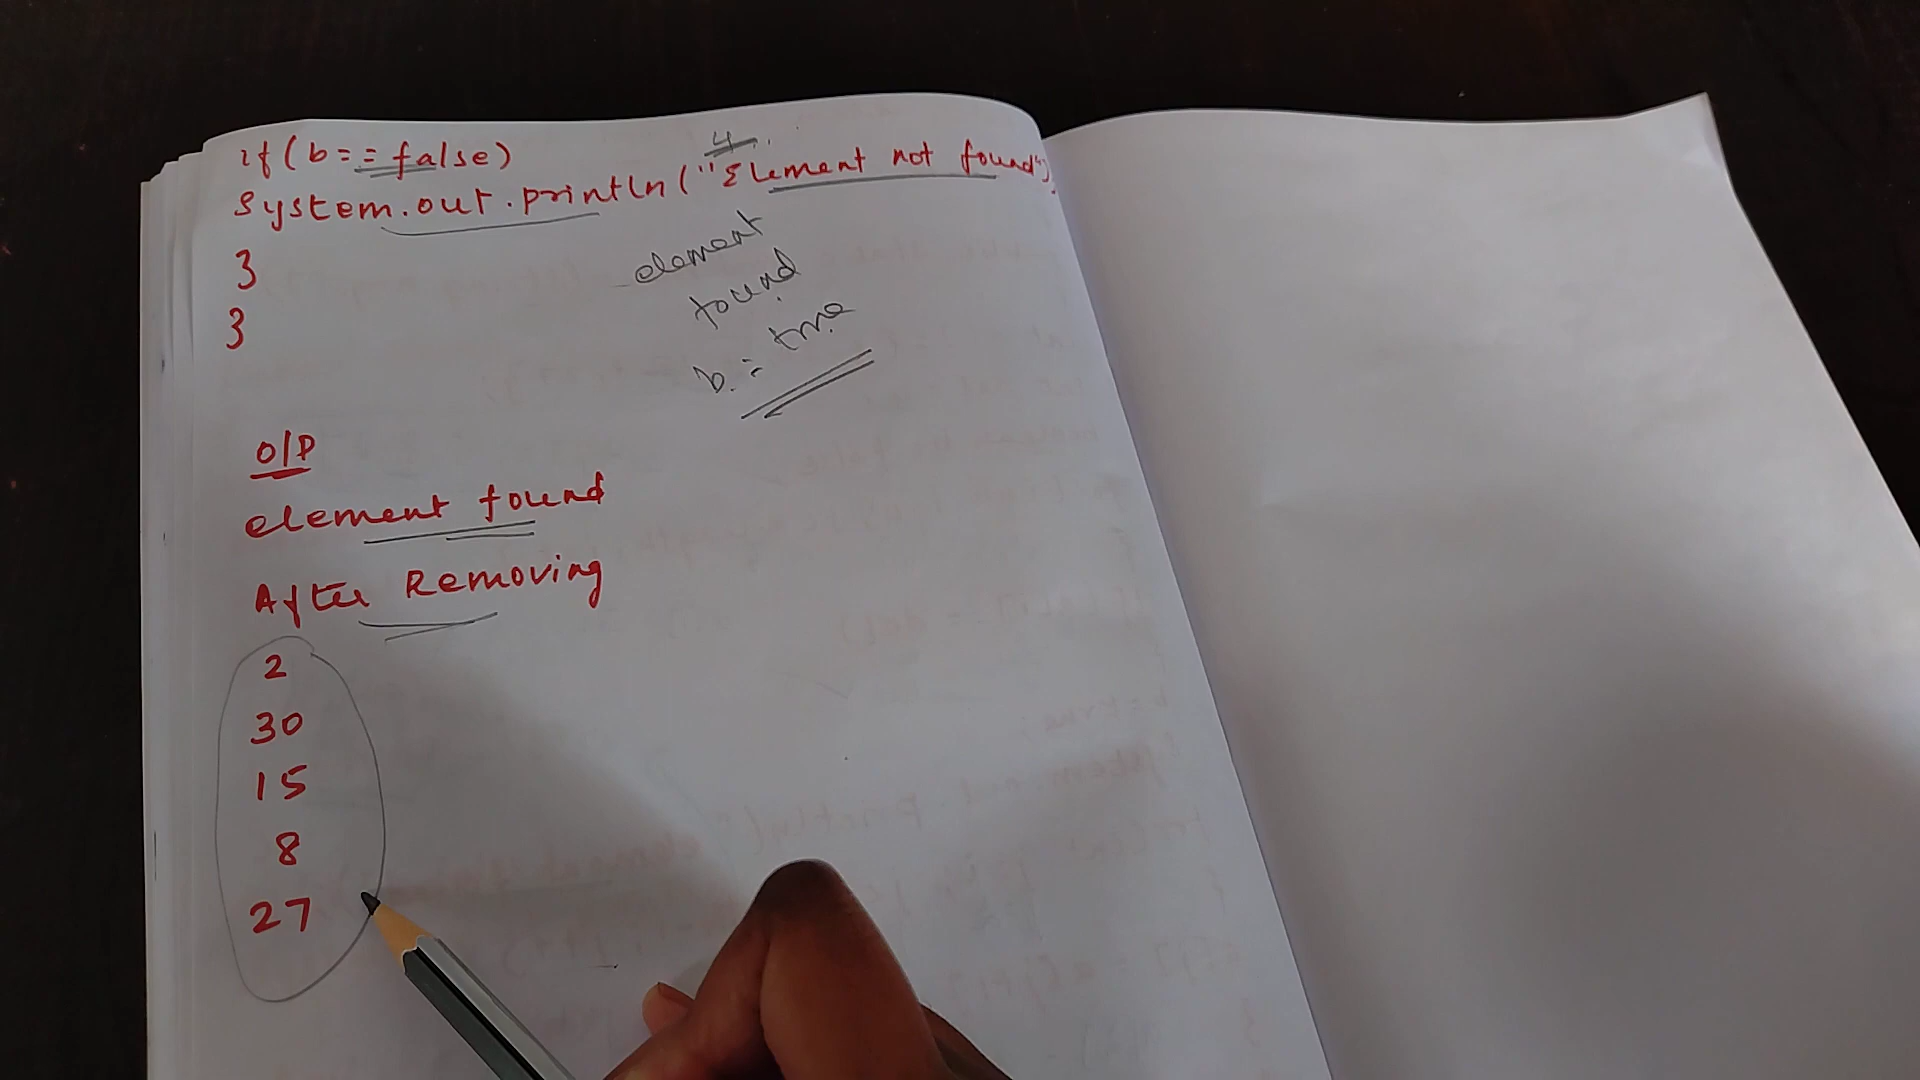 if(b==false)
4
System.out.println("Element not found");
}
}
element
found
b = true
O/P
element found
After Removing
2
30
15
8
27